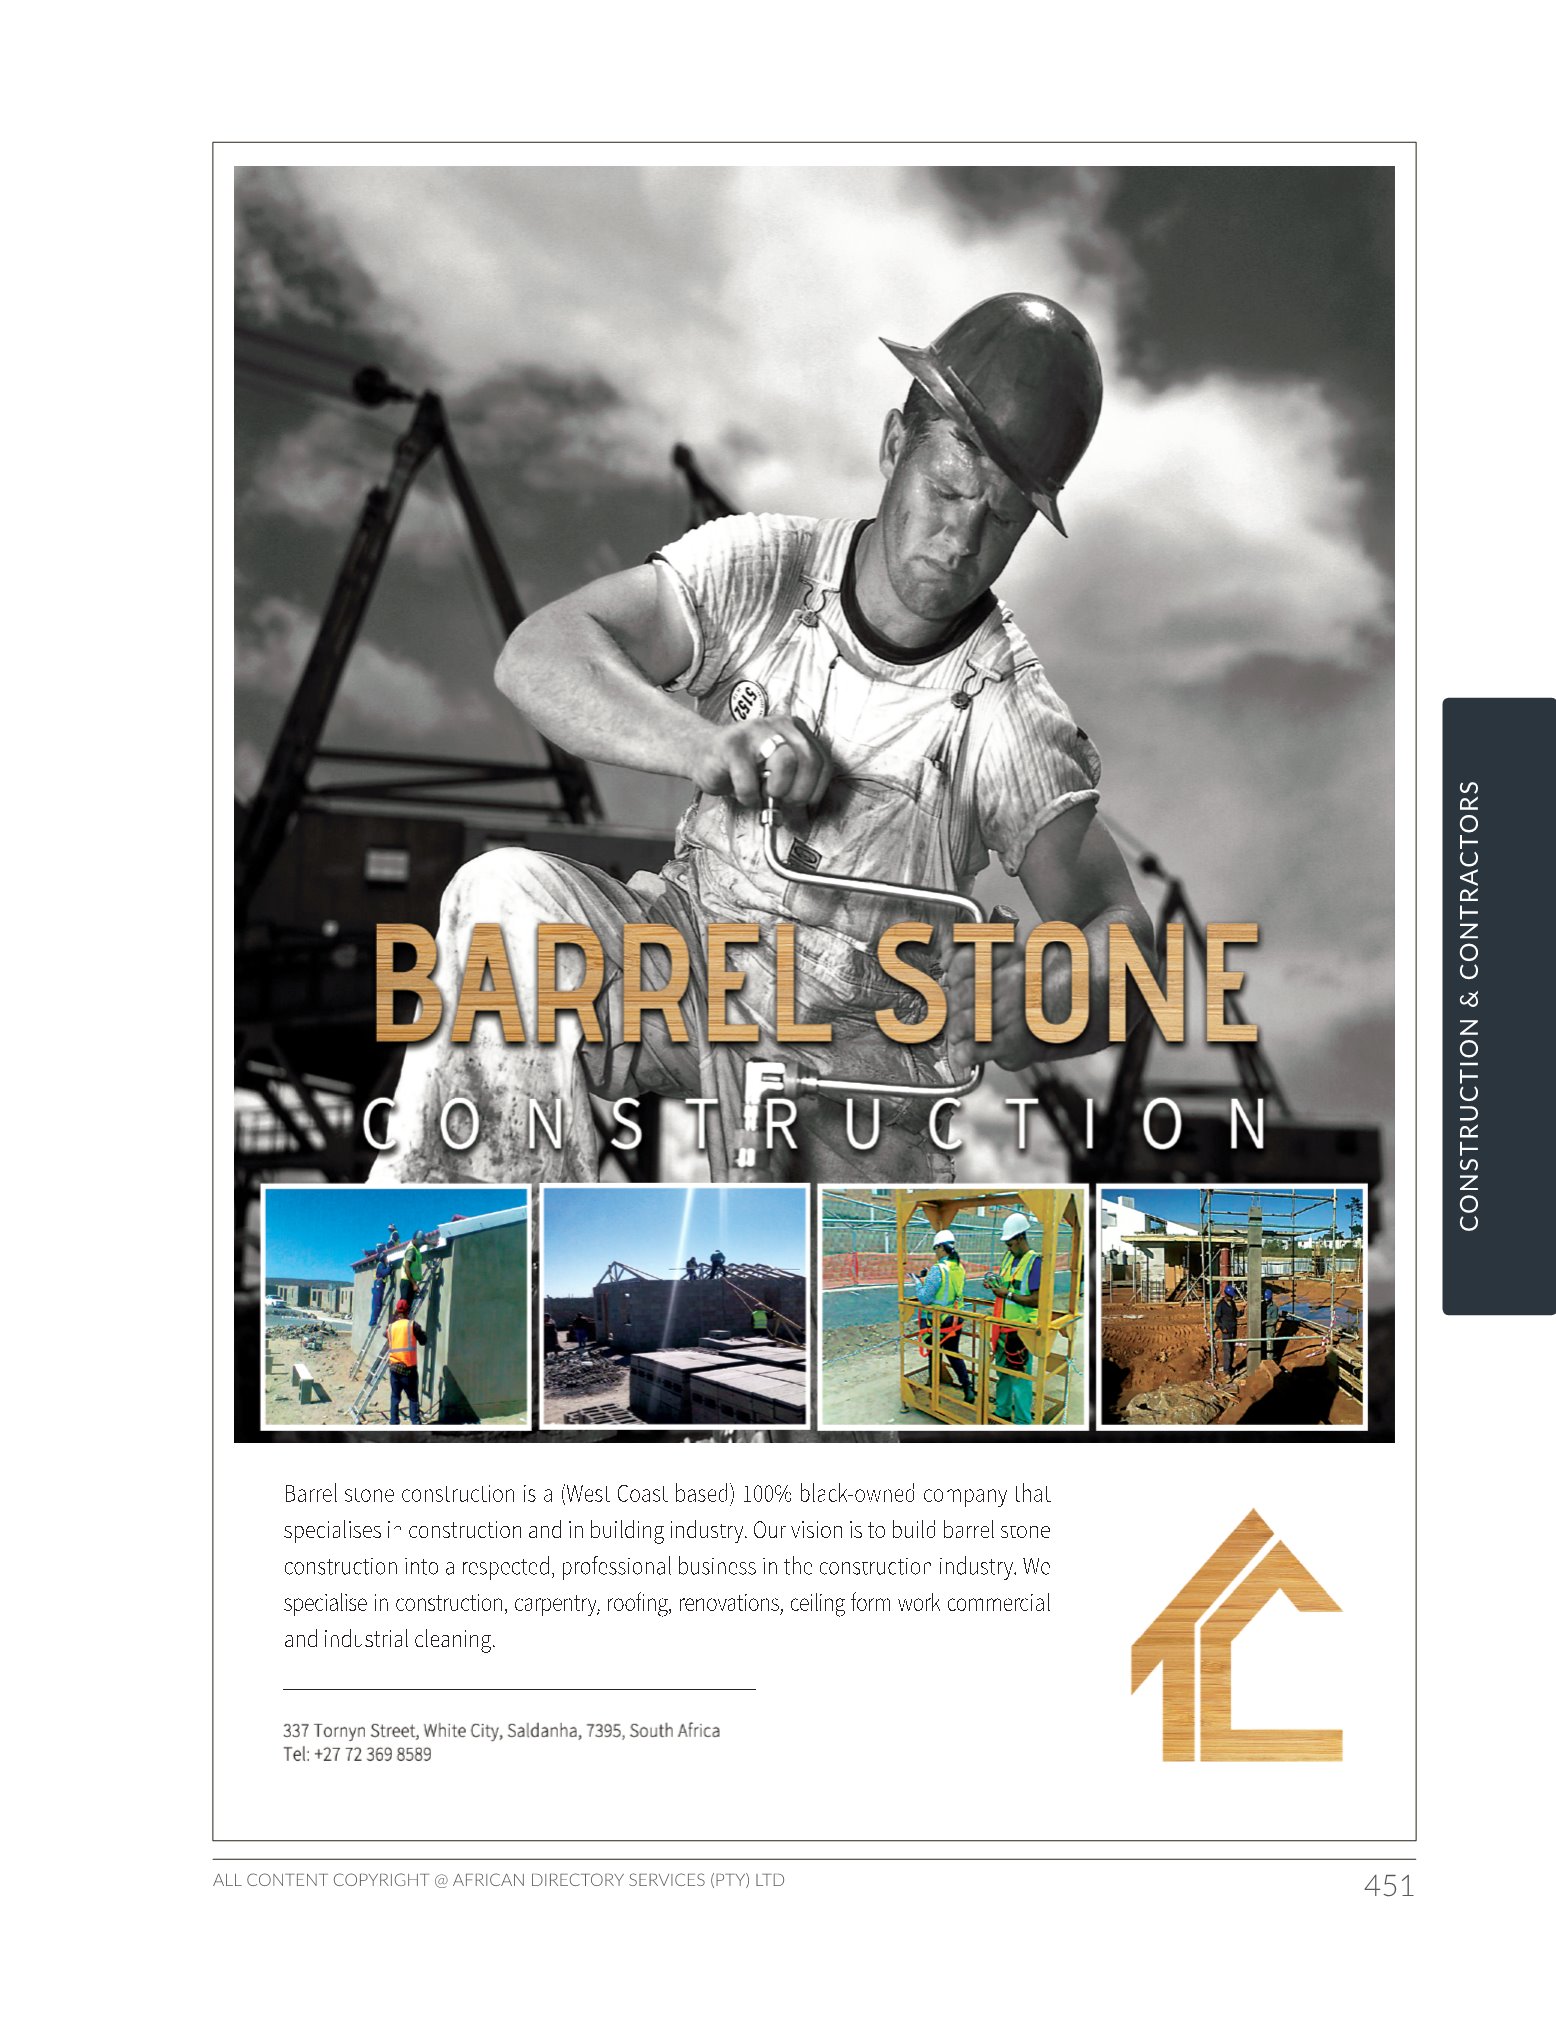 5152
BARREL STONE
CONSTRUCTION
Barrel stone construction is a (West Coast based) 100% black-owned company that
specialises in construction and in building industry. Our vision is to build barrel stone
construction into a respected, professional business in the construction industry. We
specialise in construction, carpentry, roofing, renovations, ceiling form work commercial
and industrial cleaning.
337 Tornyn Street, White City, Saldanha, 7395, South Africa
Tel: +27 72 369 8589
CONSTRUCTION & CONTRACTORS
ALL CONTENT COPYRIGHT @ AFRICAN DIRECTORY SERVICES (PTY) LTD
451